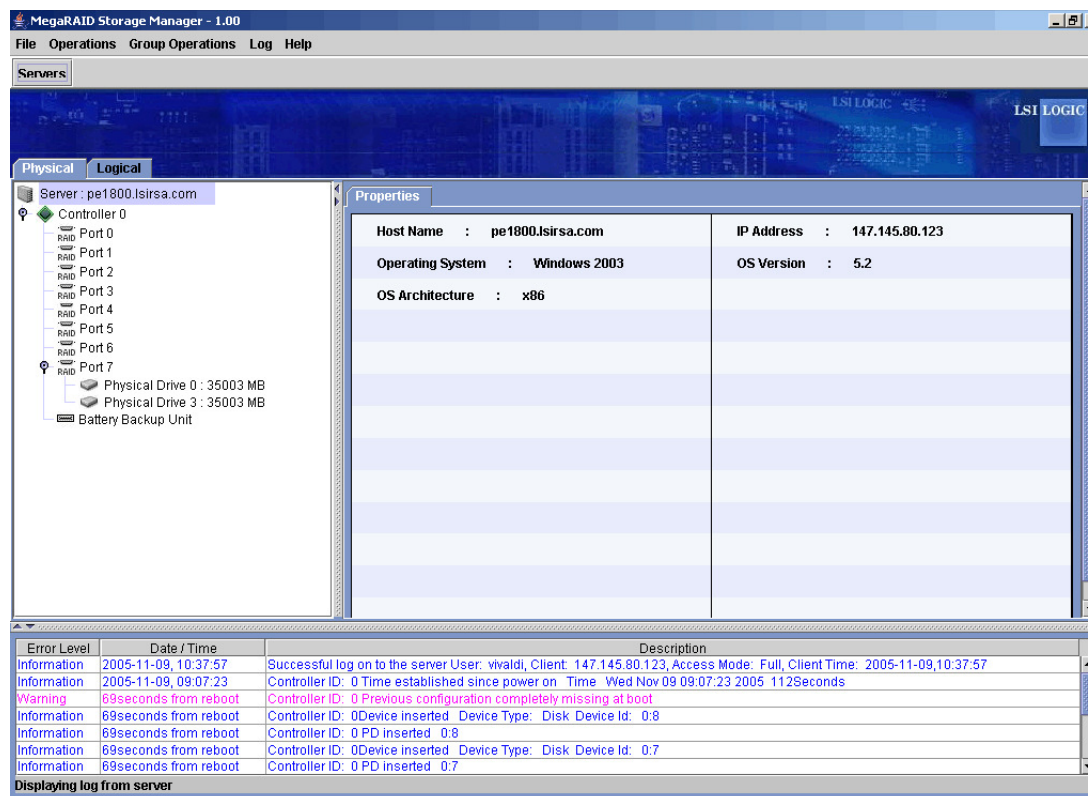 MegaRAID Storage Manager - 1.00
File Operations Group Operations Log Help
Servers
LSI LOGIC
LSI LOGIC
Physical Logical
Server : pe1800.lsirsa.com
Controller 0
RAID Port 0
RAID Port 1
RAID Port 2
RAID Port 3
RAID Port 4
RAID Port 5
RAID Port 6
RAID Port 7
Physical Drive 0 : 35003 MB
Physical Drive 3 : 35003 MB
Battery Backup Unit
Properties
Host Name : pe1800.lsirsa.com IP Address : 147.145.80.123
Operating System : Windows 2003 OS Version : 5.2
OS Architecture : x86
Error Level Date / Time Description
Information 2005-11-09, 10:37:57 Successful log on to the server User: vivaldi, Client: 147.145.80.123, Access Mode: Full, Client Time: 2005-11-09,10:37:57
Information 2005-11-09, 09:07:23 Controller ID: 0 Time established since power on Time Wed Nov 09 09:07:23 2005 112Seconds
Warning 69seconds from reboot Controller ID: 0 Previous configuration completely missing at boot
Information 69seconds from reboot Controller ID: 0Device inserted Device Type: Disk Device Id: 0:8
Information 69seconds from reboot Controller ID: 0 PD inserted 0:8
Information 69seconds from reboot Controller ID: 0Device inserted Device Type: Disk Device Id: 0:7
Information 69seconds from reboot Controller ID: 0 PD inserted 0:7
Displaying log from server